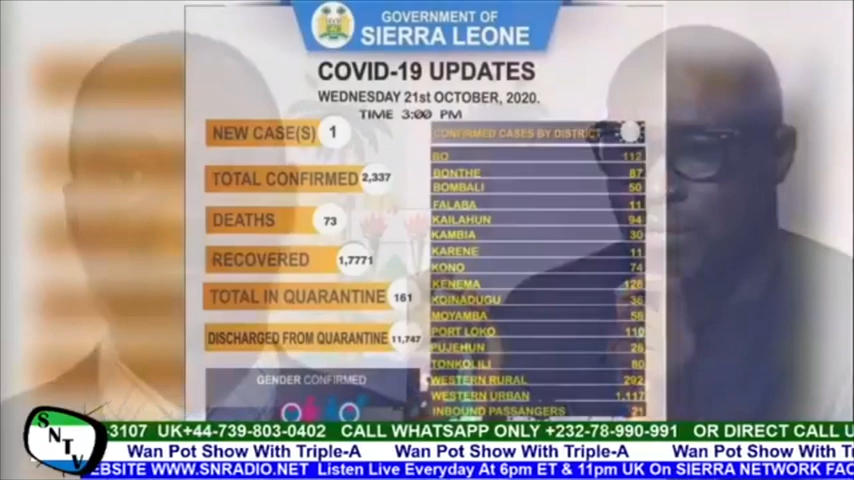 GOVERNMENT OF
SIERRA LEONE
COVID-19 UPDATES
WEDNESDAY 21st OCTOBER, 2020.
TIME 3:00 PM
NEW CASE(S) 1
TOTAL CONFIRMED 2,337
DEATHS 73
RECOVERED 1,7771
TOTAL IN QUARANTINE 161
DISCHARGED FROM QUARANTINE 11,747
GENDER CONFIRMED
CONFIRMED CASES BY DISTRICT
BO 112
BONTHE 87
BOMBALI 50
FALABA 11
KAILAHUN 94
KAMBIA 30
KARENE 11
KONO 74
KENEMA 126
KOINADUGU 36
MOYAMBA 58
PORT LOKO 110
PUJEHUN 26
TONKOLILI 80
WESTERN RURAL 292
WESTERN URBAN 1,117
INBOUND PASSANGERS 21
SNTV
-3107 UK+44-739-803-0402 CALL WHATSAPP ONLY +232-78-990-991 OR DIRECT CALL U
Wan Pot Show With Triple-A Wan Pot Show With Triple-A Wan Pot Show With Tr
EBSITE WWW.SNRADIO.NET Listen Live Everyday At 6pm ET & 11pm UK On SIERRA NETWORK FAC